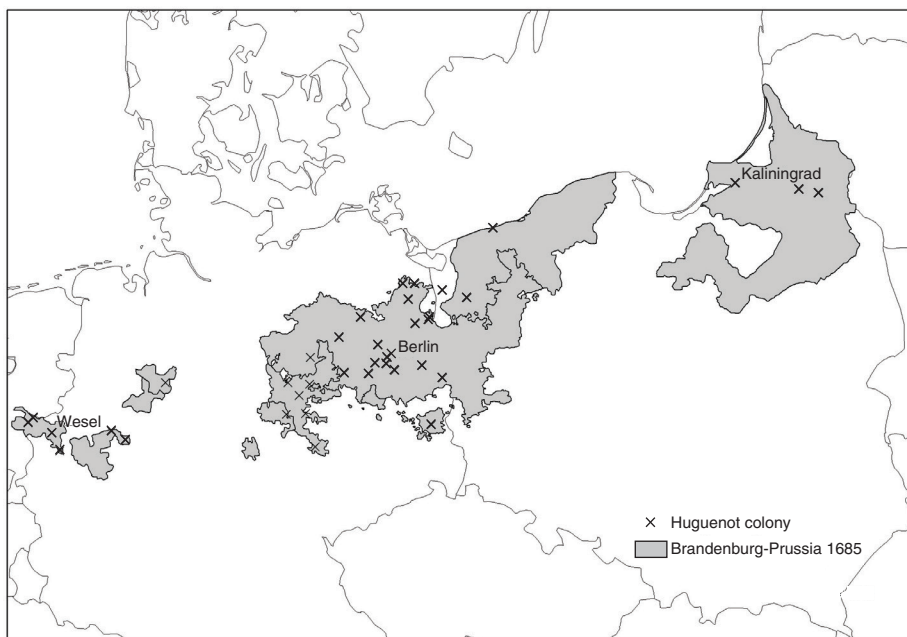 Kaliningrad
Berlin
Wesel
Huguenot colony
Brandenburg-Prussia 1685